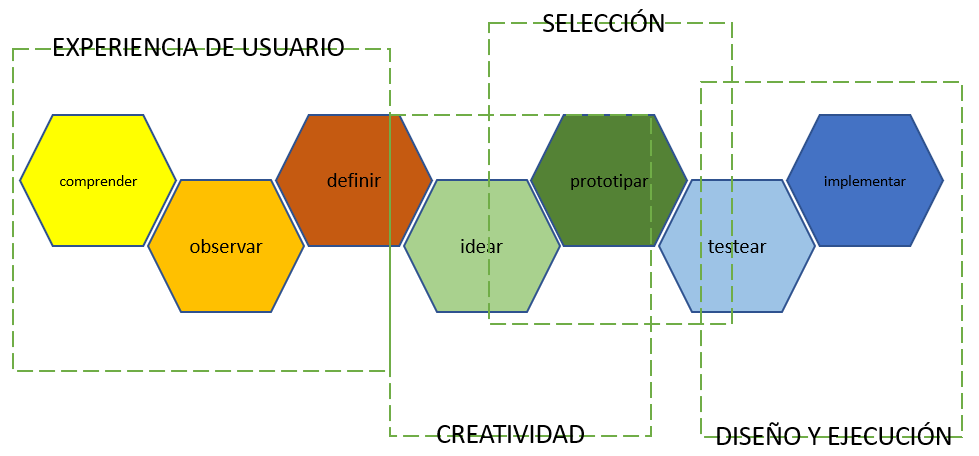 SELECCIÓN
EXPERIENCIA DE USUARIO
comprender
definir
prototipar
implementar
observar
idear
testear
CREATIVIDAD
DISEÑO Y EJECUCIÓN